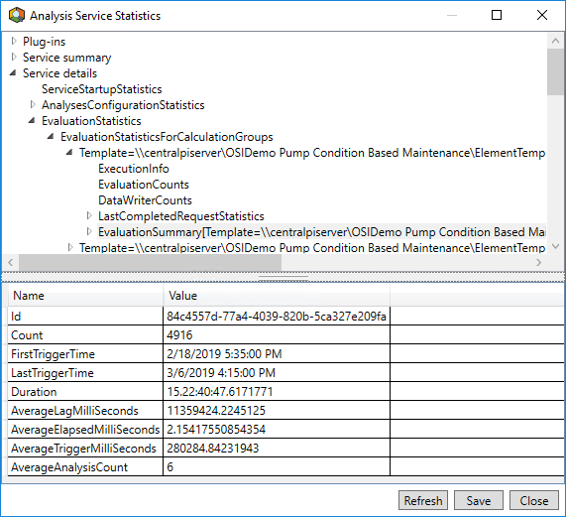 Analysis Service Statistics
Plug-ins
Service summary
Service details
ServiceStartupStatistics
AnalysesConfigurationStatistics
EvaluationStatistics
EvaluationStatisticsForCalculationGroups
Template=\\centralpiserver\OSIDemo Pump Condition Based Maintenance\ElementTemp
ExecutionInfo
EvaluationCounts
DataWriterCounts
LastCompletedRequestStatistics
EvaluationSummary[Template=\\centralpiserver\OSIDemo Pump Condition Based Mai
Template=\\centralpiserver\OSIDemo Pump Condition Based Maintenance\ElementTemp
Name Value
Id 84c4557d-77a4-4039-820b-5ca327e209fa
Count 4916
FirstTriggerTime 2/18/2019 5:35:00 PM
LastTriggerTime 3/6/2019 4:15:00 PM
Duration 15.22:40:47.6171771
AverageLagMilliSeconds 11359424.2245125
AverageElapsedMilliSeconds 2.15417550854354
AverageTriggerMilliSeconds 280284.84231943
AverageAnalysisCount 6
Refresh Save Close